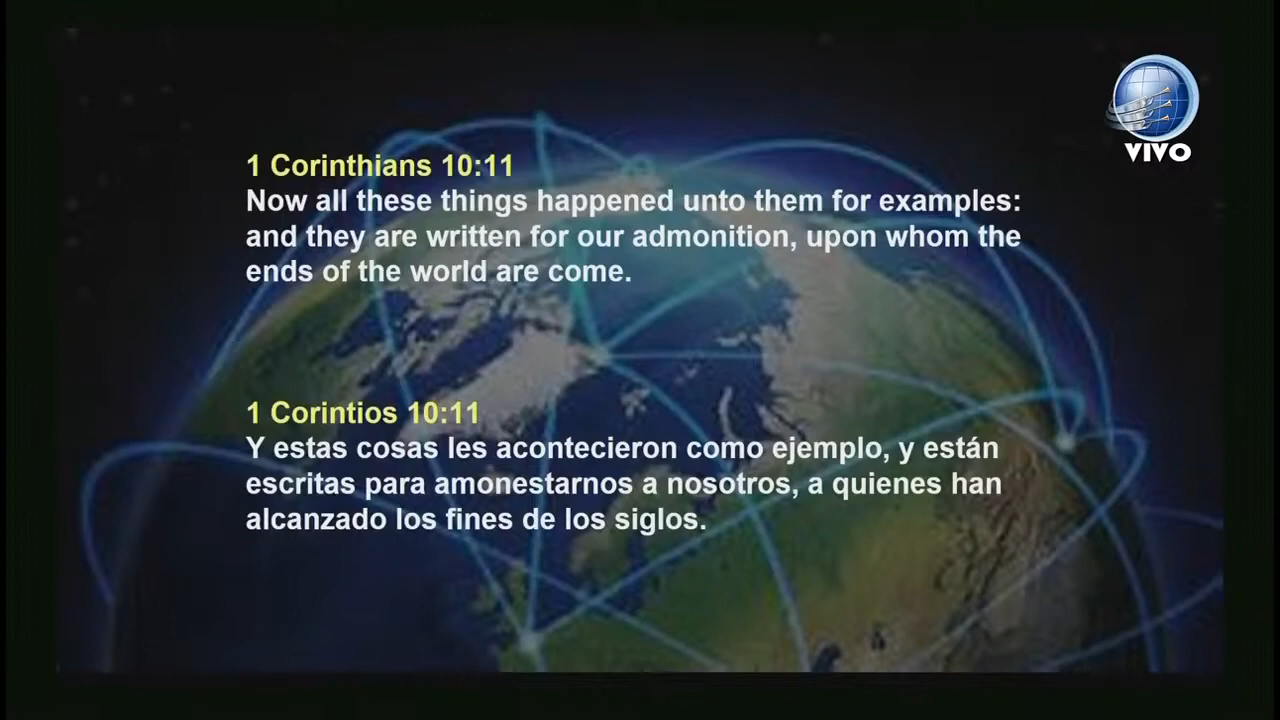 VIVO
1 Corinthians 10:11
Now all these things happened unto them for examples:
and they are written for our admonition, upon whom the
ends of the world are come.
1 Corintios 10:11
Y estas cosas les acontecieron como ejemplo, y están
escritas para amonestarnos a nosotros, a quienes han
alcanzado los fines de los siglos.